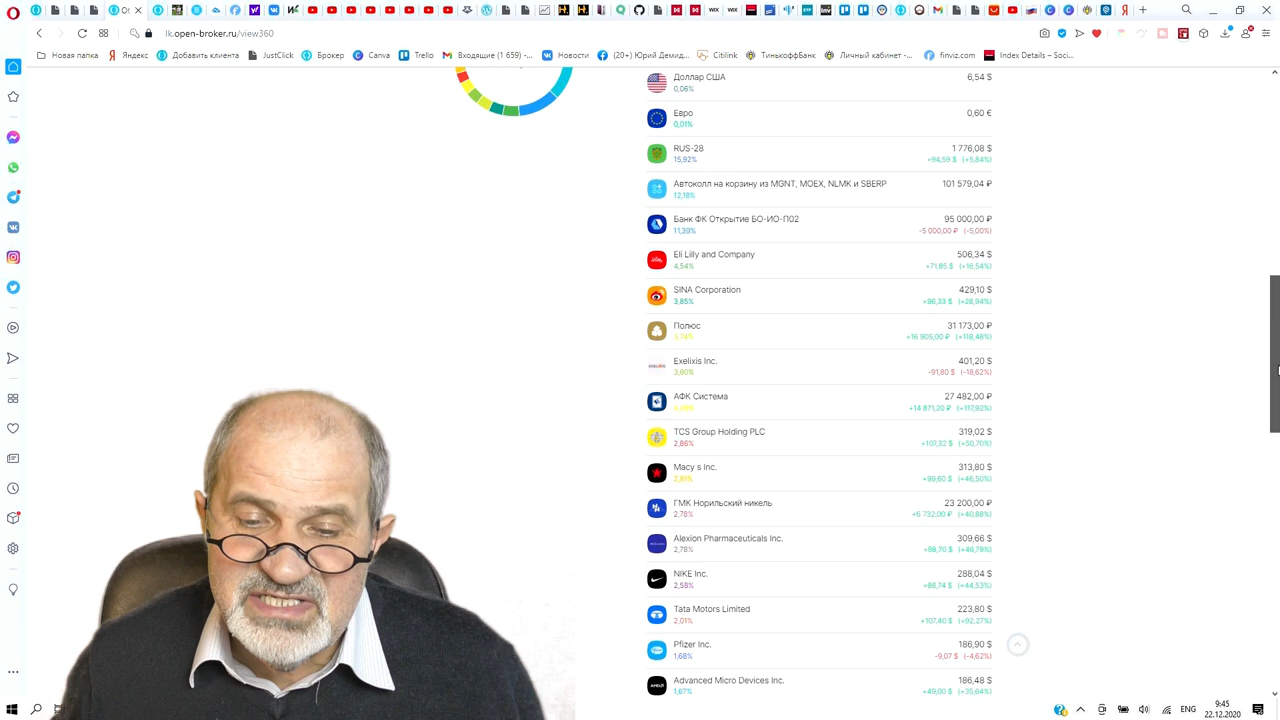 lk.open-broker.ru/view360
Новая папка
Яндекс
Добавить клиента
JustClick
Брокер
Canva
Trello
Входящие (1 659) -...
Новости
(20+) Юрий Демид...
Citilink
ТинькоффБанк
Личный кабинет -...
finviz.com
Index Details – Soci...
Доллар США 6,54 $
0,06%
Евро 0,60 €
0,01%
RUS-28 1 776,08 $
15,92% +94,59 $ (+5,84%)
Автоколл на корзину из MGNT, MOEX, NLMK и SBERP 101 579,04 ₽
12,18%
Банк ФК Открытие БО-ИО-П02 95 000,00 ₽
11,39% -5 000,00 ₽ (-5,00%)
Eli Lilly and Company 506,34 $
4,54% +71,85 $ (+16,54%)
SINA Corporation 429,10 $
3,85% +96,33 $ (+28,94%)
Полюс 31 173,00 ₽
3,74% +16 905,00 ₽ (+118,48%)
Exelixis Inc. 401,20 $
3,60% -91,80 $ (-18,62%)
АФК Система 27 482,00 ₽
+14 871,20 ₽ (+117,92%)
TCS Group Holding PLC 319,02 $
2,86% +107,32 $ (+50,70%)
Macy s Inc. 313,80 $
2,81% +99,60 $ (+46,50%)
ГМК Норильский никель 23 200,00 ₽
2,78% +6 732,00 ₽ (+40,88%)
Alexion Pharmaceuticals Inc. 309,66 $
2,78% +98,70 $ (+46,79%)
NIKE Inc. 288,04 $
2,58% +88,74 $ (+44,53%)
Tata Motors Limited 223,80 $
2,01% +107,40 $ (+92,27%)
Pfizer Inc. 186,90 $
1,68% -9,07 $ (-4,62%)
Advanced Micro Devices Inc. 186,48 $
1,67% +49,00 $ (+35,64%)
ENG
9:45
22.12.2020